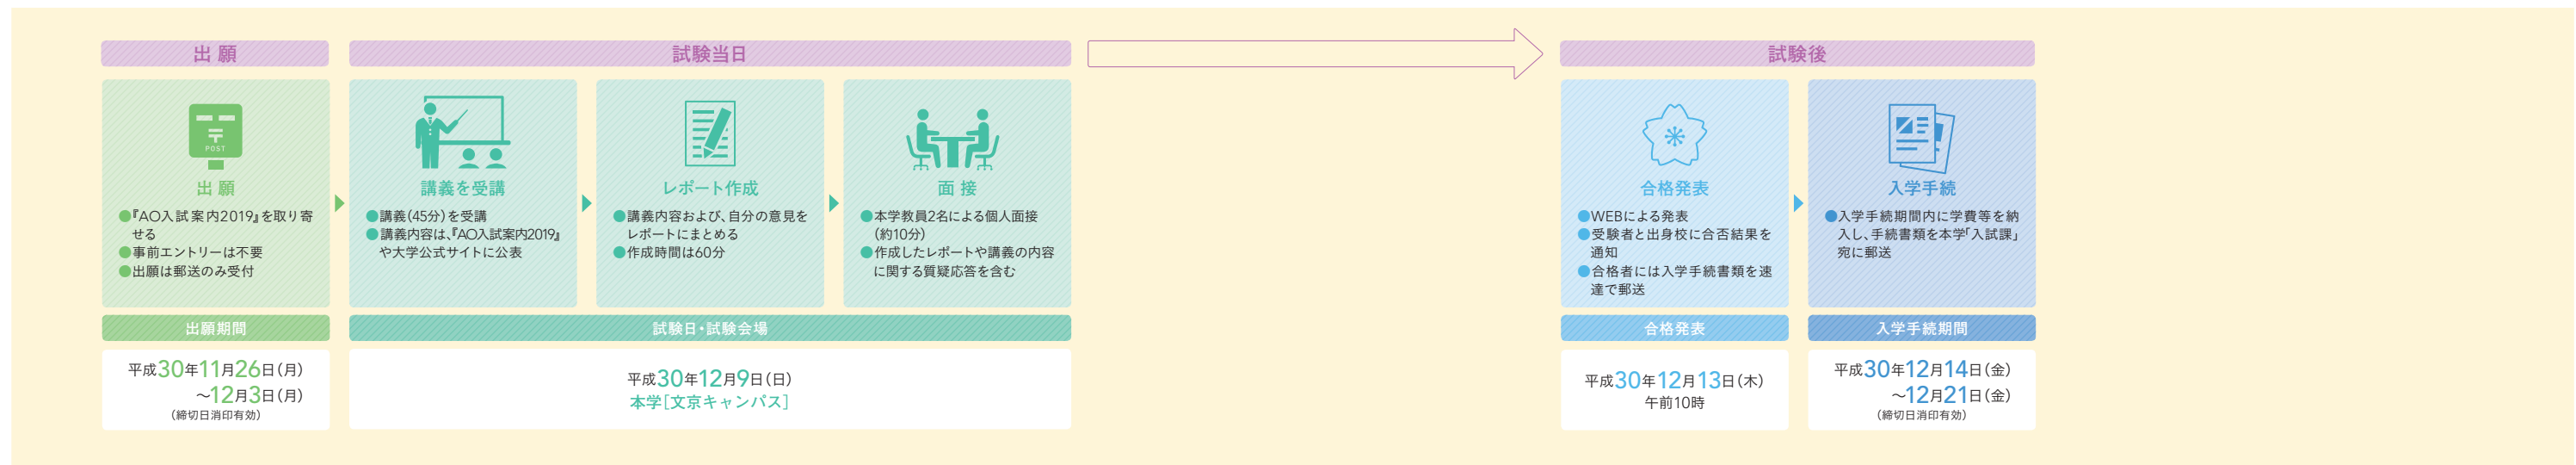 出 願
試験当日
試験後
POST
出 願
●『AO入試案内2019』を取り寄
せる
●事前エントリーは不要
●出願は郵送のみ受付
講義を受講
●講義(45分)を受講
●講義内容は、『AO入試案内2019』
や大学公式サイトに公表
レポート作成
●講義内容および、自分の意見を
レポートにまとめる
●作成時間は60分
面 接
●本学教員2名による個人面接
(約10分)
●作成したレポートや講義の内容
に関する質疑応答を含む
合格発表
●WEBによる発表
●受験者と出身校に合否結果を
通知
●合格者には入学手続書類を速
達で郵送
入学手続
●入学手続期間内に学費等を納
入し、手続書類を本学「入試課」
宛に郵送
出願期間
平成30年11月26日(月)
～12月3日(月)
(締切日消印有効)
試験日・試験会場
平成30年12月9日(日)
本学[文京キャンパス]
合格発表
平成30年12月13日(木)
午前10時
入学手続期間
平成30年12月14日(金)
～12月21日(金)
(締切日消印有効)